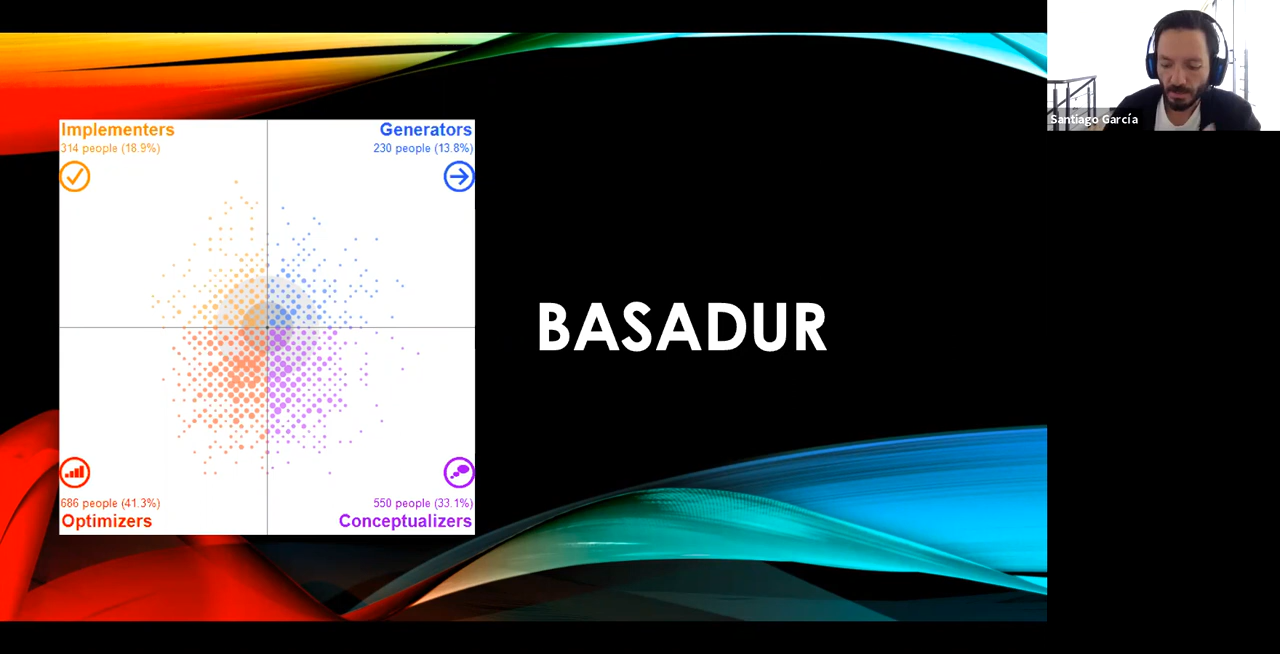 Implementers
314 people (18.9%)
Generators
230 people (13.8%)
BASADUR
686 people (41.3%)
Optimizers
550 people (33.1%)
Conceptualizers
Santiago García